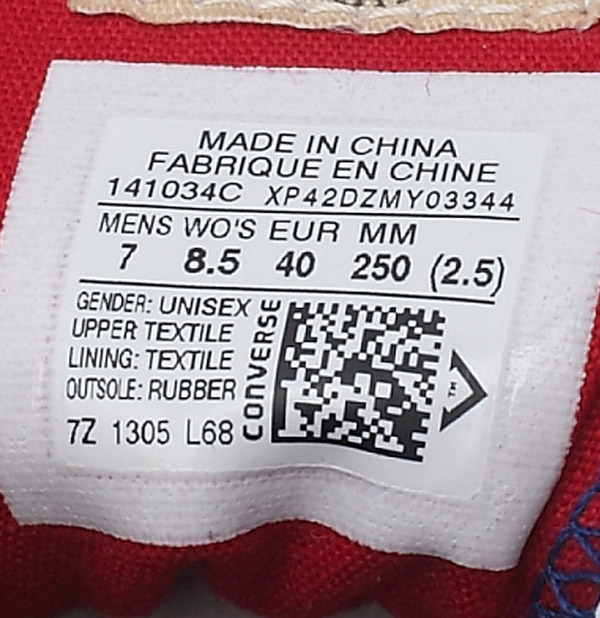 MADE IN CHINA
FABRIQUE EN CHINE
141034C XP42DZMY03344
MENS WO'S EUR MM
7 8.5 40 250 (2.5)
GENDER: UNISEX
UPPER TEXTILE
LINING: TEXTILE
OUTSOLE: RUBBER
7Z 1305 L68
CONVERSE
TM